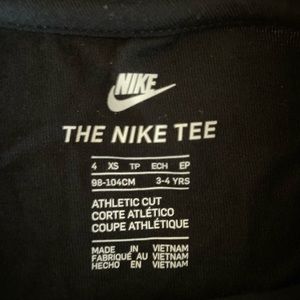 NIKE
THE NIKE TEE
4 XS TP ECH EP
98-104CM 3-4 YRS
ATHLETIC CUT
CORTE ATLÉTICO
COUPE ATHLÉTIQUE
MADE IN VIETNAM
FABRIQUÉ AU VIETNAM
HECHO EN VIETNAM